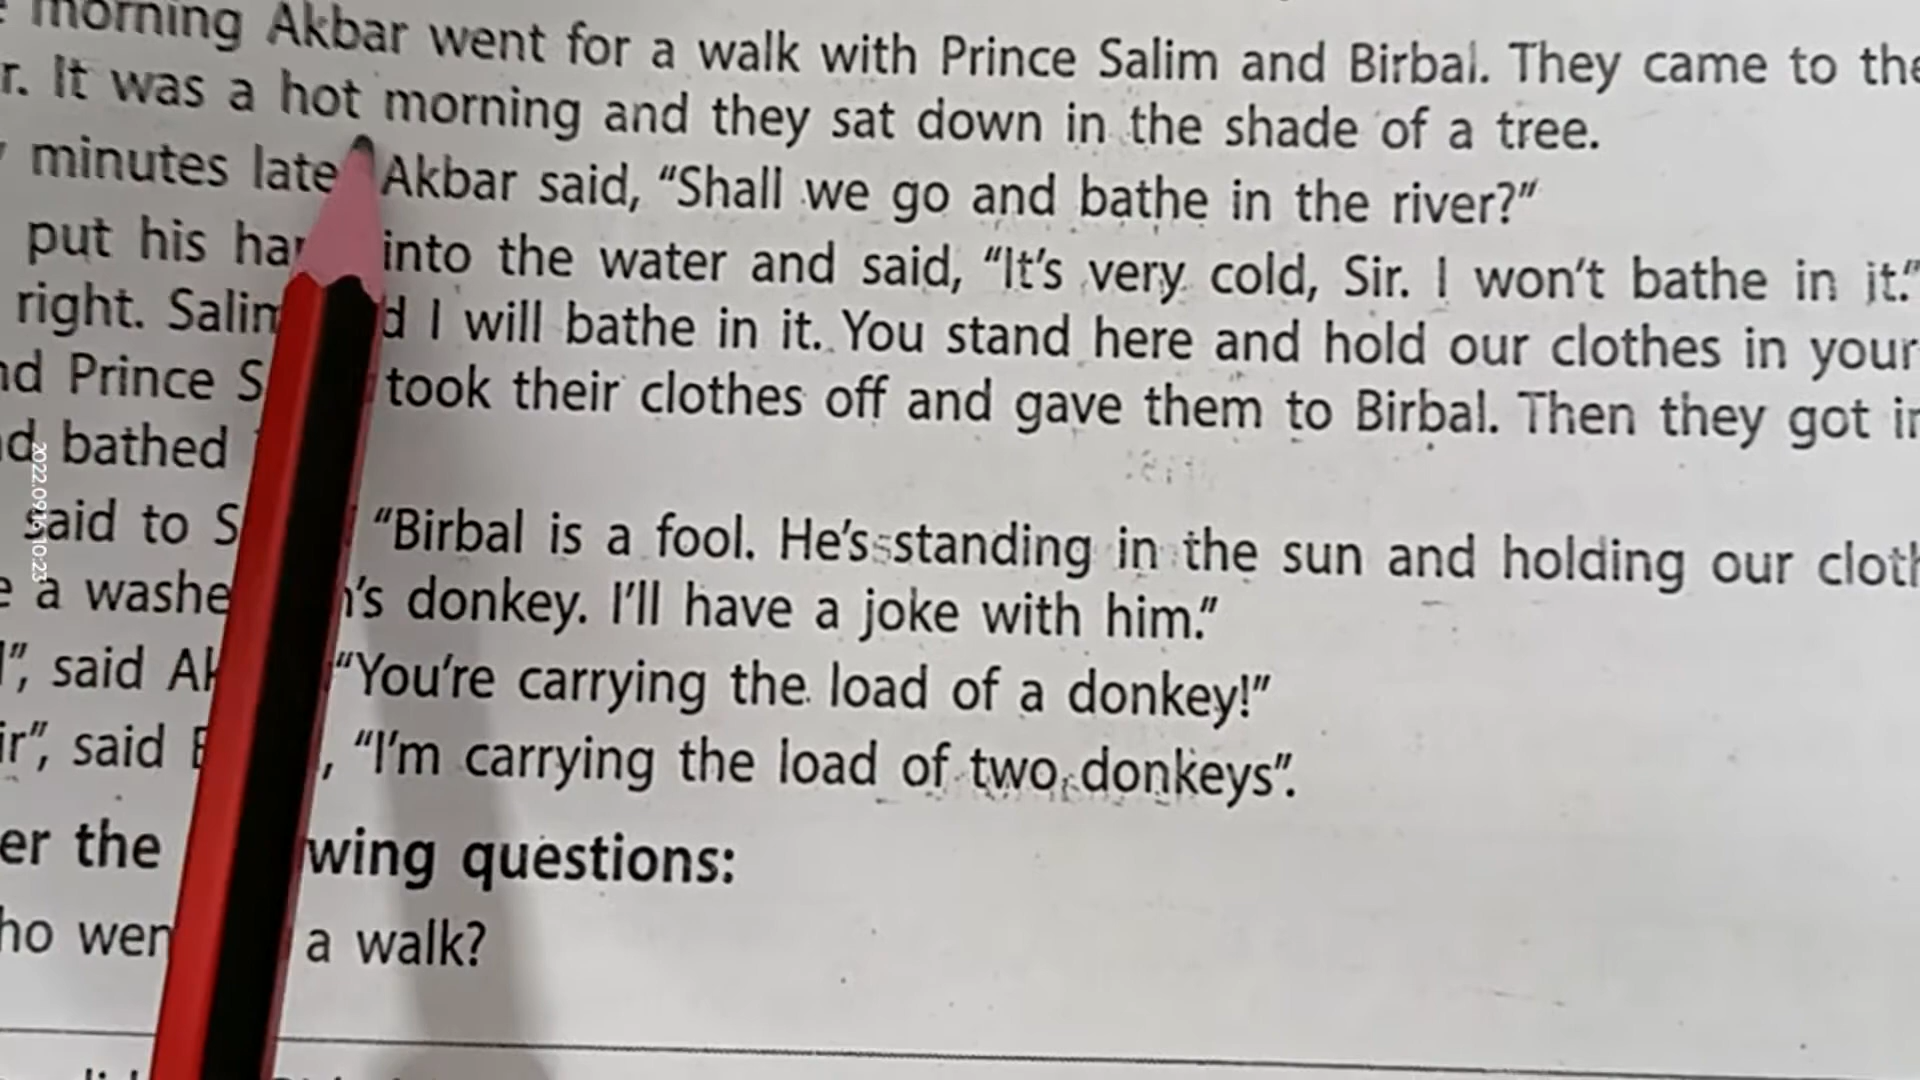 morning Akbar went for a walk with Prince Salim and Birbal. They came to the
r. It was a hot morning and they sat down in the shade of a tree.
minutes late Akbar said, “Shall we go and bathe in the river?”
put his ha into the water and said, “It’s very cold, Sir. I won’t bathe in it.”
right. Salim d I will bathe in it. You stand here and hold our clothes in your
nd Prince S took their clothes off and gave them to Birbal. Then they got in
nd bathed
said to S “Birbal is a fool. He’s standing in the sun and holding our cloth
e a washe n’s donkey. I’ll have a joke with him.”
l”, said Ak “You’re carrying the load of a donkey!”
ir”, said B , “I’m carrying the load of two donkeys”.
er the wing questions:
ho wen a walk?
2022.09.16 10:23